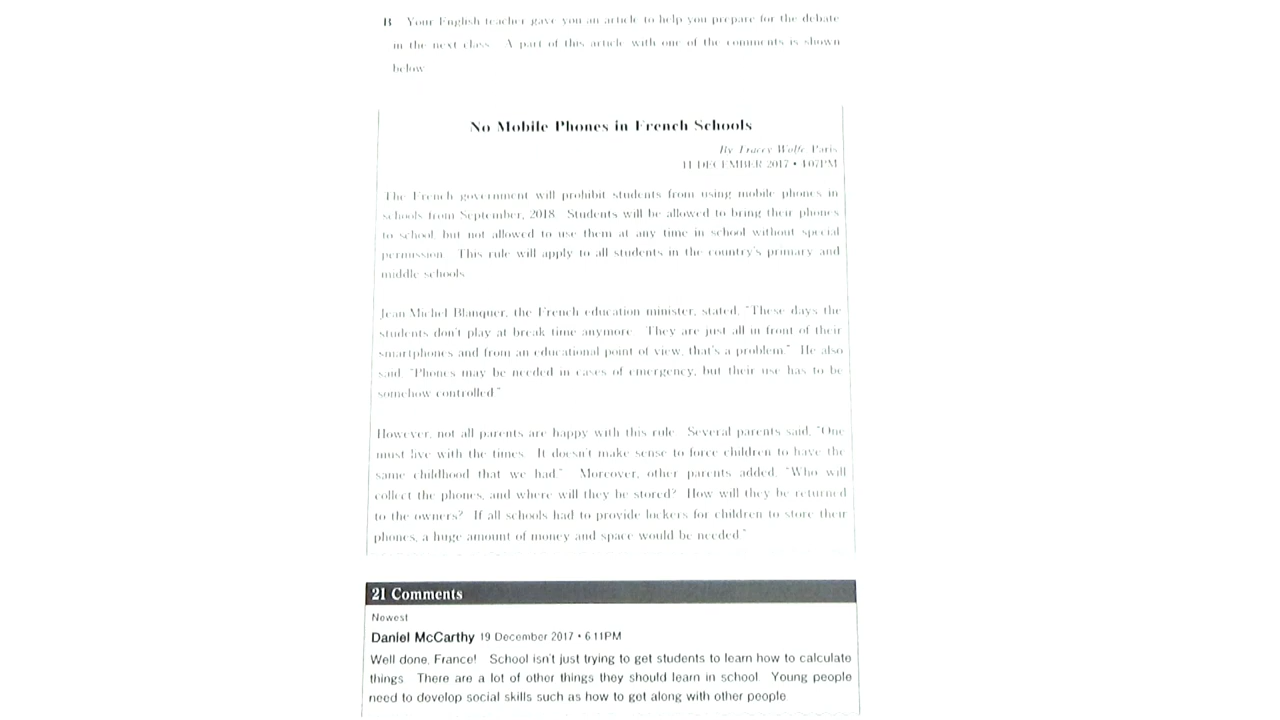 B Your English teacher gave you an article to help you prepare for the debate
in the next class. A part of this article with one of the comments is shown
below.
No Mobile Phones in French Schools
By Tracey Wolfe, Paris
11 DECEMBER 2017 • 4:07PM
The French government will prohibit students from using mobile phones in
schools from September, 2018. Students will be allowed to bring their phones
to school, but not allowed to use them at any time in school without special
permission. This rule will apply to all students in the country's primary and
middle schools.
Jean-Michel Blanquer, the French education minister, stated, "These days the
students don't play at break time anymore. They are just all in front of their
smartphones and from an educational point of view, that's a problem." He also
said, "Phones may be needed in cases of emergency, but their use has to be
somehow controlled."
However, not all parents are happy with this rule. Several parents said, "One
must live with the times. It doesn't make sense to force children to have the
same childhood that we had." Moreover, other parents added, "Who will
collect the phones, and where will they be stored? How will they be returned
to the owners? If all schools had to provide lockers for children to store their
phones, a huge amount of money and space would be needed."
21 Comments
Newest
Daniel McCarthy 19 December 2017 • 6:11PM
Well done, France! School isn't just trying to get students to learn how to calculate
things. There are a lot of other things they should learn in school. Young people
need to develop social skills such as how to get along with other people.